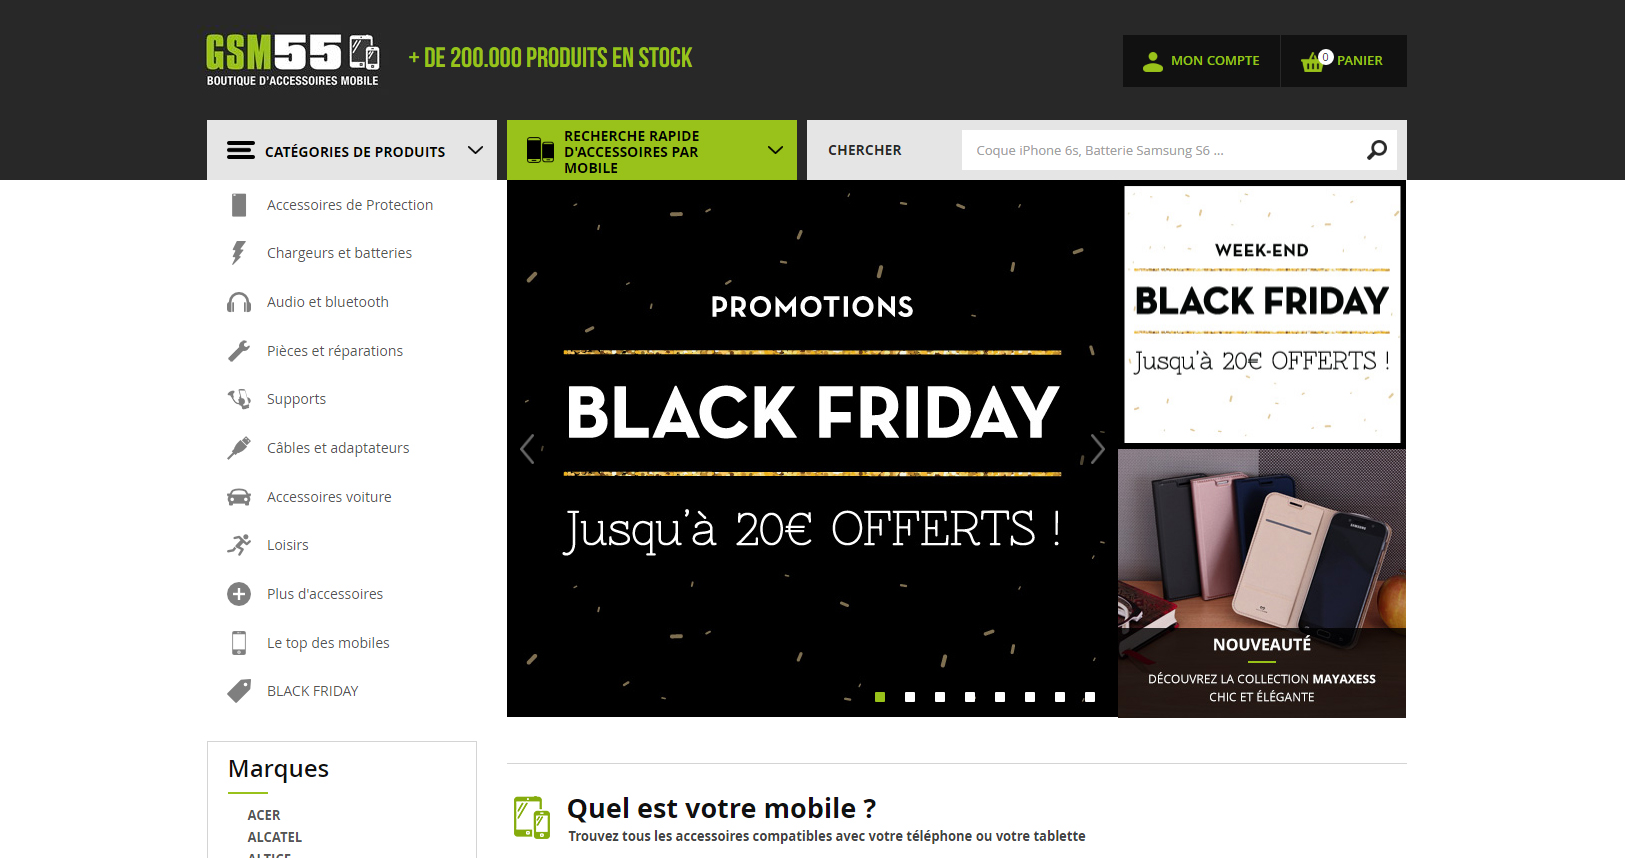 GSM55
BOUTIQUE D'ACCESSOIRES MOBILE
+ DE 200.000 PRODUITS EN STOCK
MON COMPTE
0
PANIER
CATÉGORIES DE PRODUITS
RECHERCHE RAPIDE
D'ACCESSOIRES PAR
MOBILE
CHERCHER
Coque iPhone 6s, Batterie Samsung S6 ...
Accessoires de Protection
Chargeurs et batteries
Audio et bluetooth
Pièces et réparations
Supports
Câbles et adaptateurs
Accessoires voiture
Loisirs
Plus d'accessoires
Le top des mobiles
BLACK FRIDAY
PROMOTIONS
BLACK FRIDAY
Jusqu'à 20€ OFFERTS !
WEEK-END
BLACK FRIDAY
Jusqu'à 20€ OFFERTS !
SAMSUNG
NOUVEAUTÉ
DÉCOUVREZ LA COLLECTION MAYAXESS
CHIC ET ÉLÉGANTE
Marques
ACER
ALCATEL
ALTICE
Quel est votre mobile ?
Trouvez tous les accessoires compatibles avec votre téléphone ou votre tablette